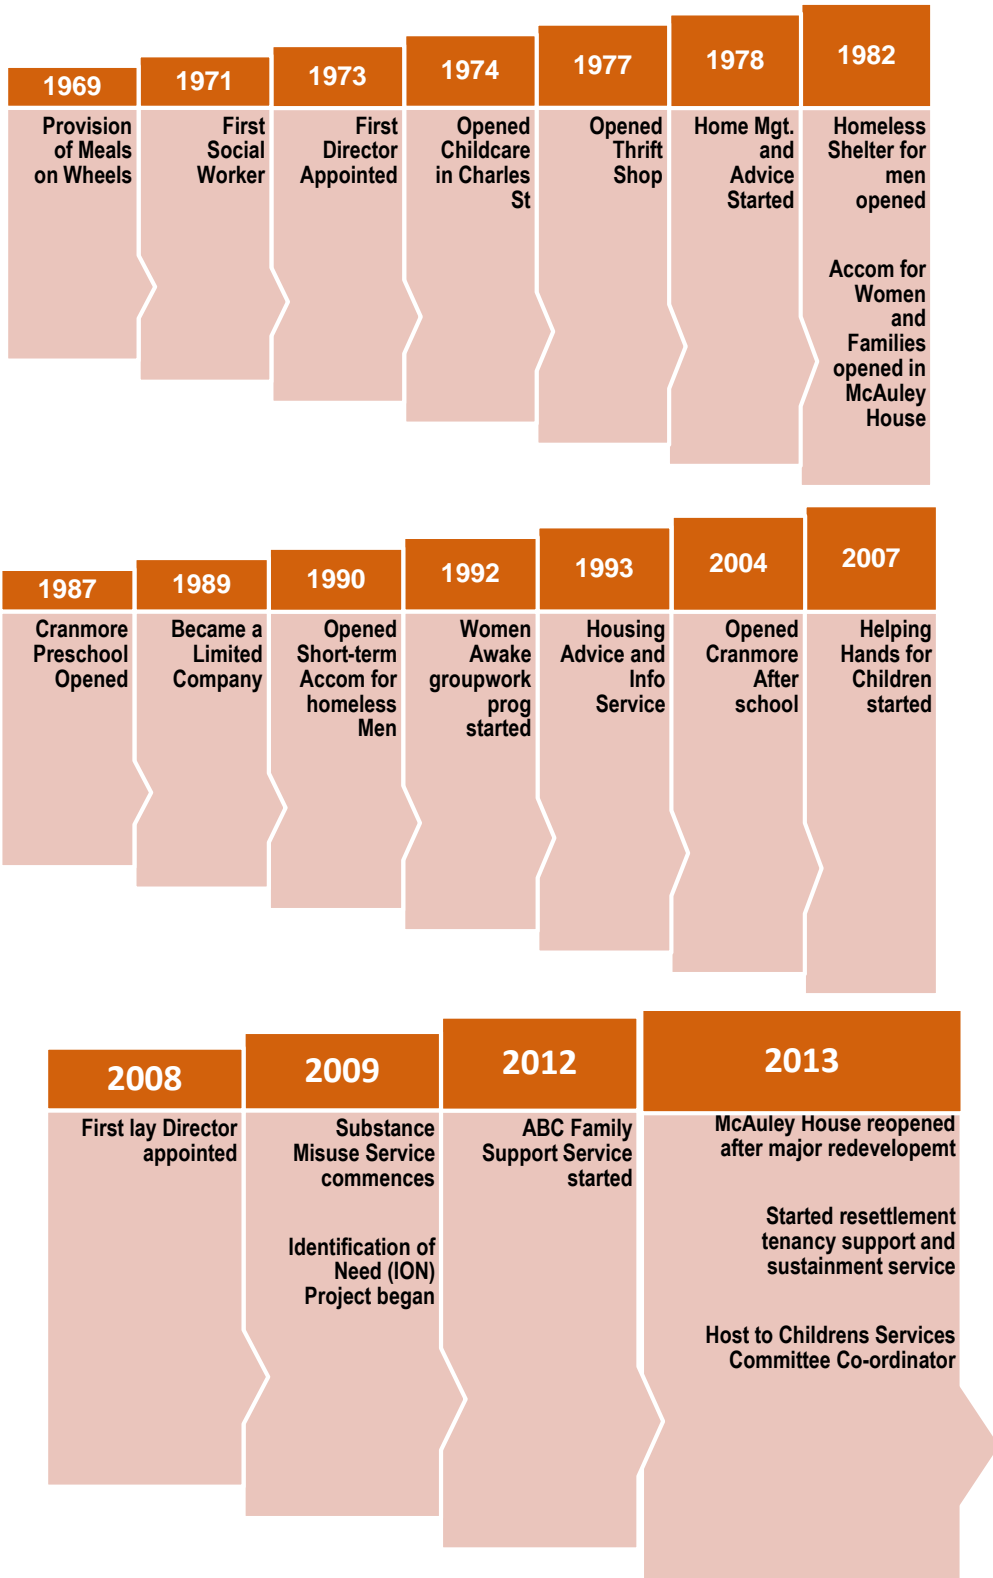 1969
Provision
of Meals
on Wheels
1971
First
Social
Worker
1973
First
Director
Appointed
1974
Opened
Childcare
in Charles
St
1977
Opened
Thrift
Shop
1978
Home Mgt.
and
Advice
Started
1982
Homeless
Shelter for
men
opened
Accom for
Women
and
Families
opened in
McAuley
House
1987
Cranmore
Preschool
Opened
1989
Became a
Limited
Company
1990
Opened
Short-term
Accom for
homeless
Men
1992
Women
Awake
groupwork
prog
started
1993
Housing
Advice and
Info
Service
2004
Opened
Cranmore
After
school
2007
Helping
Hands for
Children
started
2008
First lay Director
appointed
2009
Substance
Misuse Service
commences
Identification of
Need (ION)
Project began
2012
ABC Family
Support Service
started
2013
McAuley House reopened
after major redevelopemt
Started resettlement
tenancy support and
sustainment service
Host to Childrens Services
Committee Co-ordinator